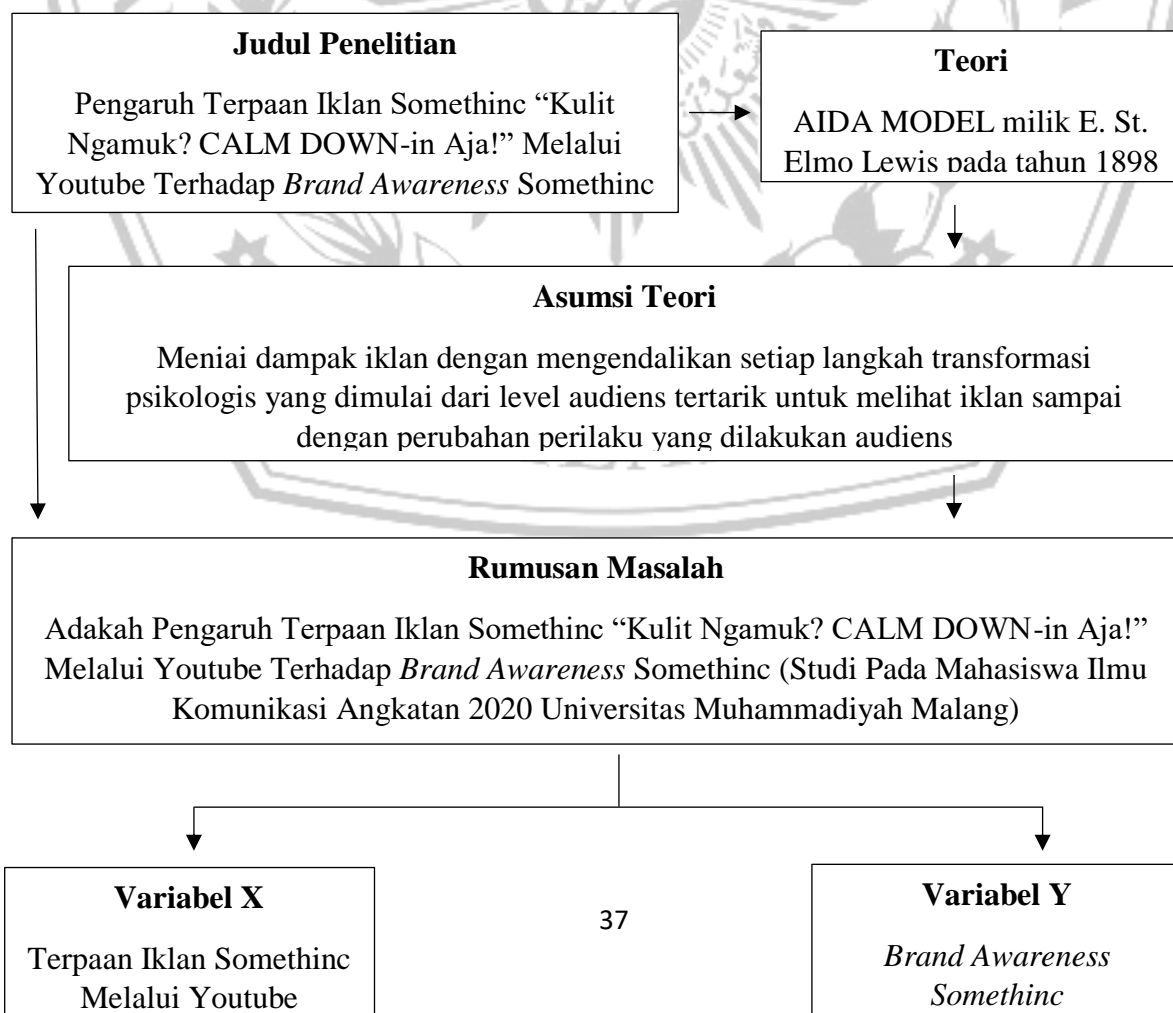 Judul Penelitian
Pengaruh Terpaan Iklan Somethinc “Kulit
Ngamuk? CALM DOWN-in Aja!” Melalui
Youtube Terhadap Brand Awareness Somethinc
Teori
AIDA MODEL milik E. St.
Elmo Lewis pada tahun 1898
Asumsi Teori
Meniai dampak iklan dengan mengendalikan setiap langkah transformasi
psikologis yang dimulai dari level audiens tertarik untuk melihat iklan sampai
dengan perubahan perilaku yang dilakukan audiens
Rumusan Masalah
Adakah Pengaruh Terpaan Iklan Somethinc “Kulit Ngamuk? CALM DOWN-in Aja!”
Melalui Youtube Terhadap Brand Awareness Somethinc (Studi Pada Mahasiswa Ilmu
Komunikasi Angkatan 2020 Universitas Muhammadiyah Malang)
Variabel X
Terpaan Iklan Somethinc
Melalui Youtube
37
Variabel Y
Brand Awareness
Somethinc